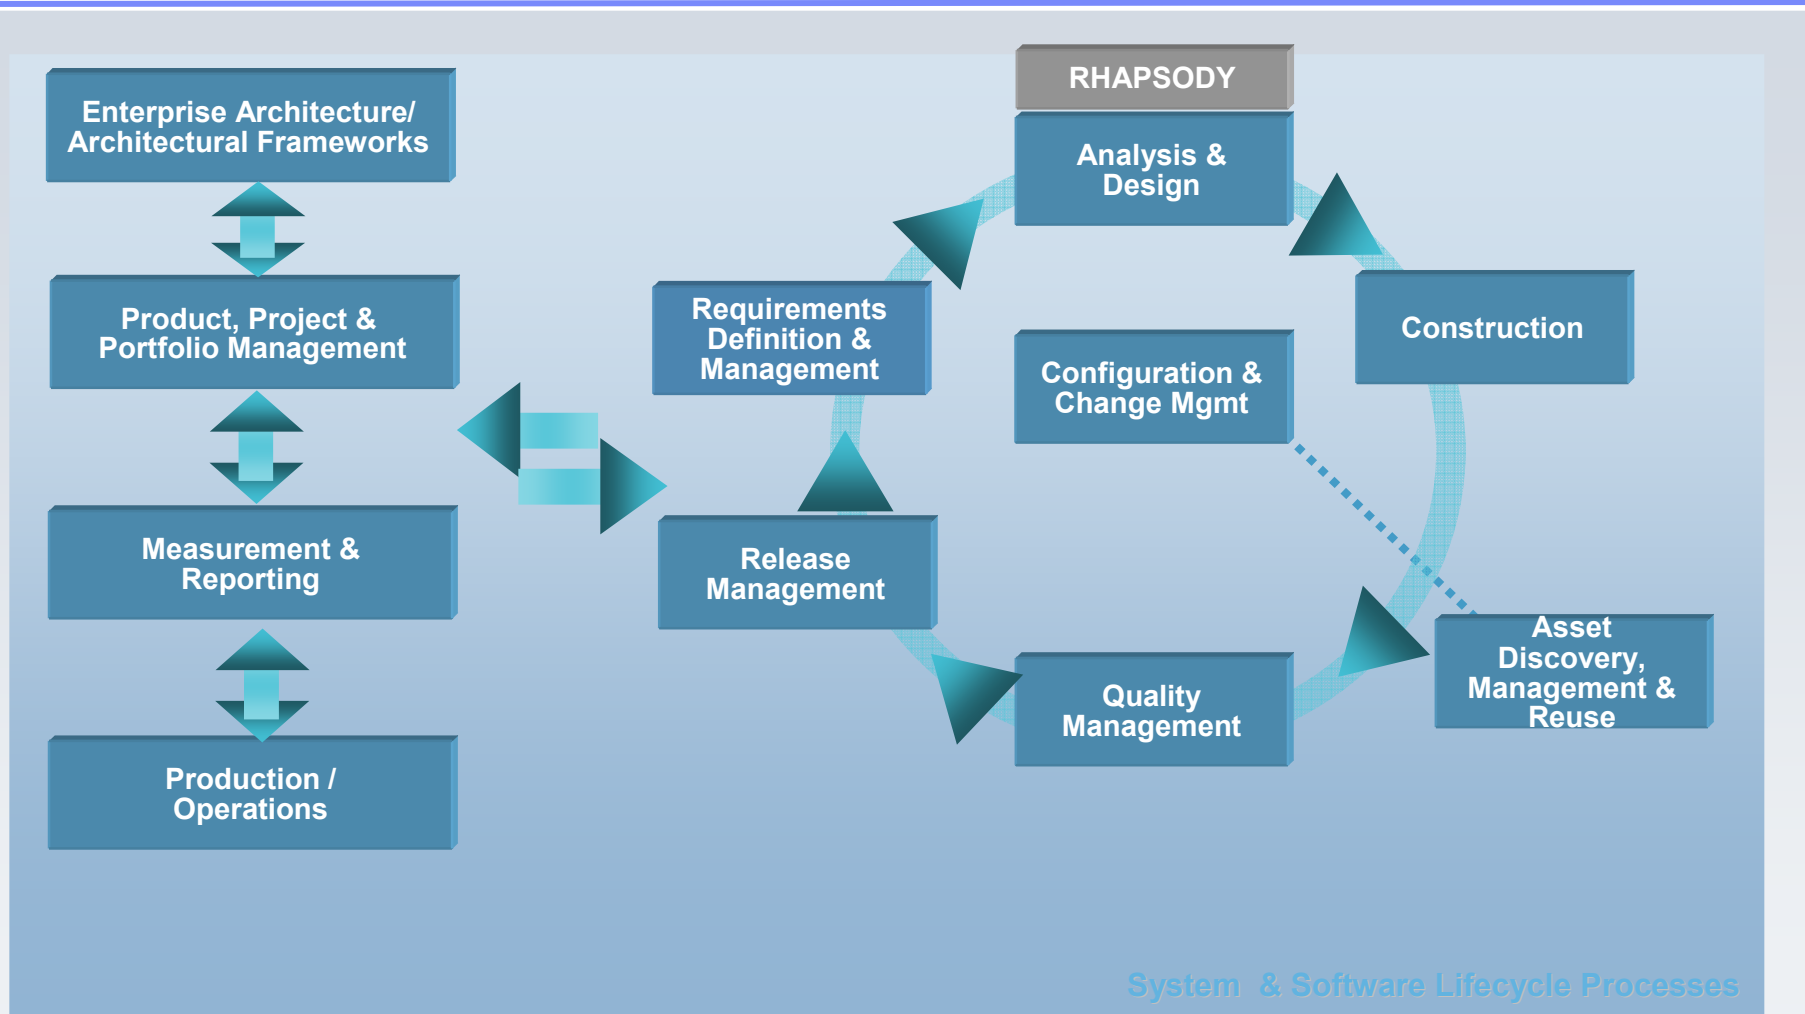 Enterprise Architecture/
Architectural Frameworks
Product, Project &
Portfolio Management
Measurement &
Reporting
Production /
Operations
RHAPSODY
Analysis &
Design
Requirements
Definition &
Management
Construction
Configuration &
Change Mgmt
Release
Management
Quality
Management
Asset
Discovery,
Management &
Reuse
System & Software Lifecycle Processes